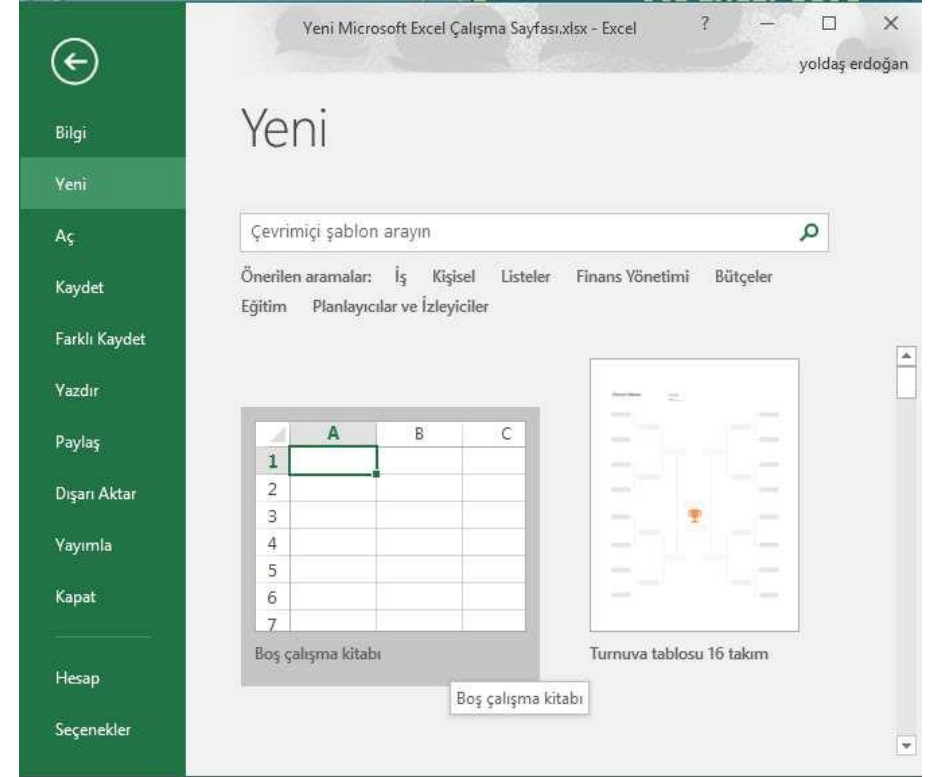 Yeni Microsoft Excel Çalışma Sayfası.xlsx - Excel
?
yoldaş erdoğan
Bilgi
Yeni
Aç
Kaydet
Farklı Kaydet
Yazdır
Paylaş
Dışarı Aktar
Yayımla
Kapat
Hesap
Seçenekler
Yeni
Çevrimiçi şablon arayın
Önerilen aramalar: İş Kişisel Listeler Finans Yönetimi Bütçeler
Eğitim Planlayıcılar ve İzleyiciler
A B C
1
2
3
4
5
6
7
Boş çalışma kitabı
Turnuva tablosu 16 takım
Boş çalışma kitabı